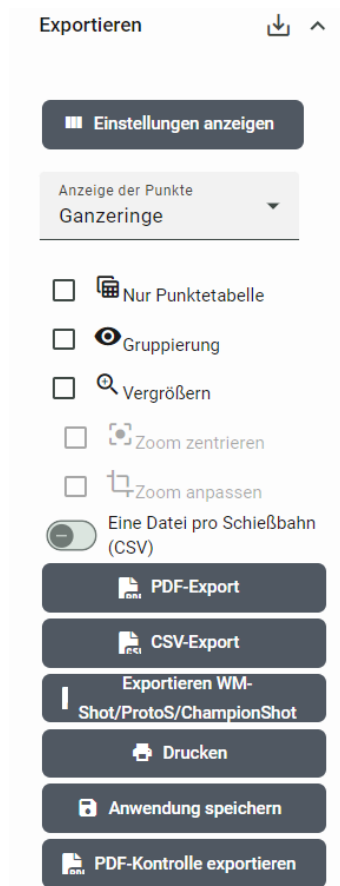 Exportieren
Einstellungen anzeigen
Anzeige der Punkte
Ganzeringe
Nur Punktetabelle
Gruppierung
Vergrößern
Zoom zentrieren
Zoom anpassen
Eine Datei pro Schießbahn
(CSV)
PDF-Export
CSV-Export
Exportieren WM-
Shot/ProtoS/ChampionShot
Drucken
Anwendung speichern
PDF-Kontrolle exportieren